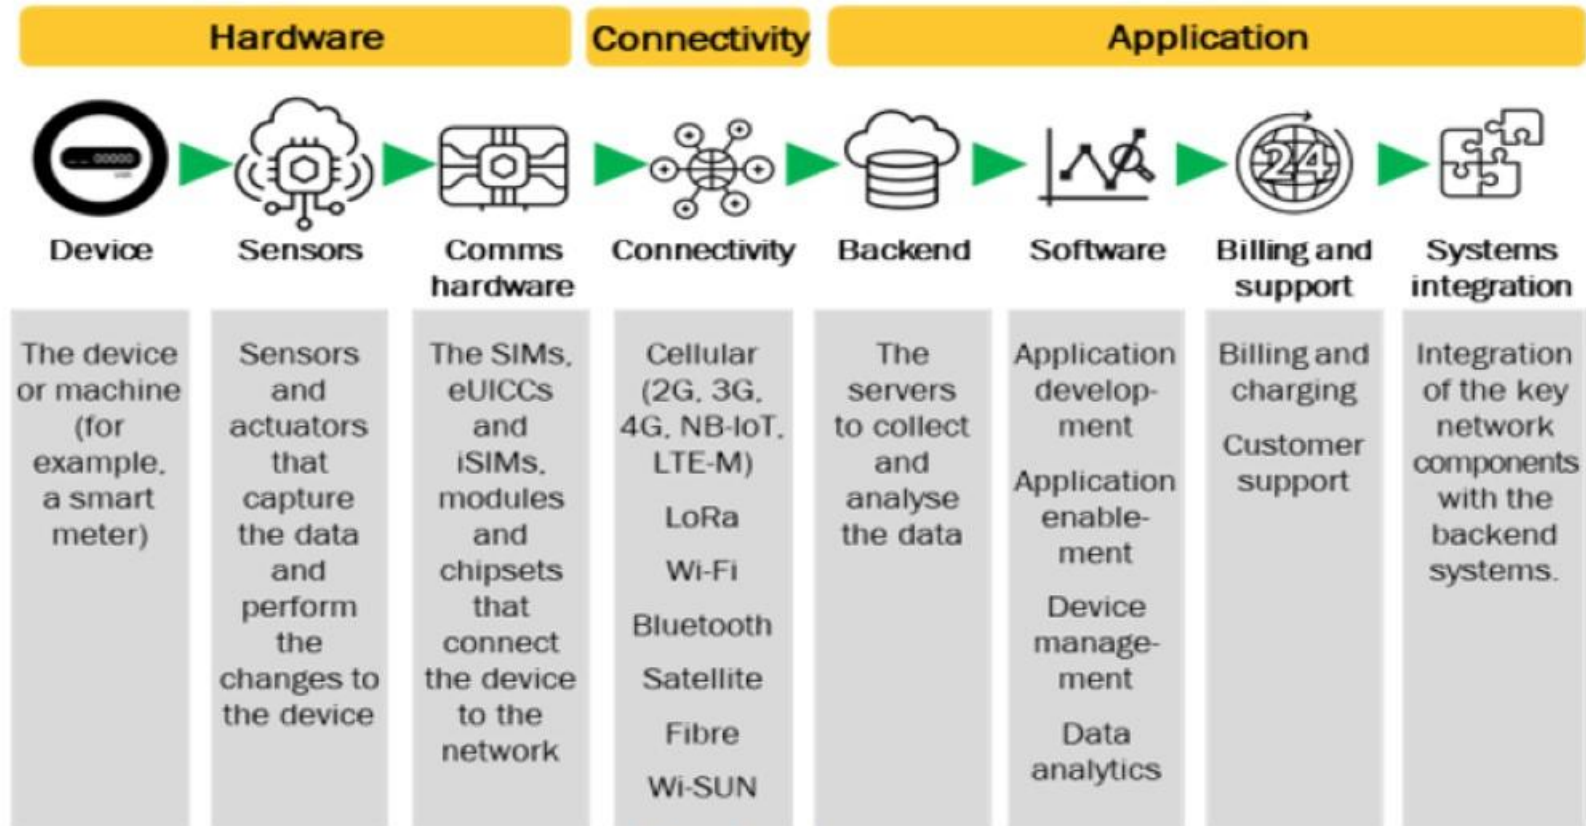 Hardware
Connectivity
Application
24
Device
Sensors
Comms
hardware
Connectivity
Backend
Software
Billing and
support
Systems
integration
The device
or machine
(for
example,
a smart
meter)
Sensors
and
actuators
that
capture
the data
and
perform
the
changes to
the device
The SIMs,
eUICCs
and
iSIMs,
modules
and
chipsets
that
connect
the device
to the
network
Cellular
(2G, 3G,
4G, NB-IoT,
LTE-M)
LoRa
Wi-Fi
Bluetooth
Satellite
Fibre
Wi-SUN
The
servers
to collect
and
analyse
the data
Application
develop-
ment
Application
enable-
ment
Device
manage-
ment
Data
analytics
Billing and
charging
Customer
support
Integration
of the key
network
components
with the
backend
systems.